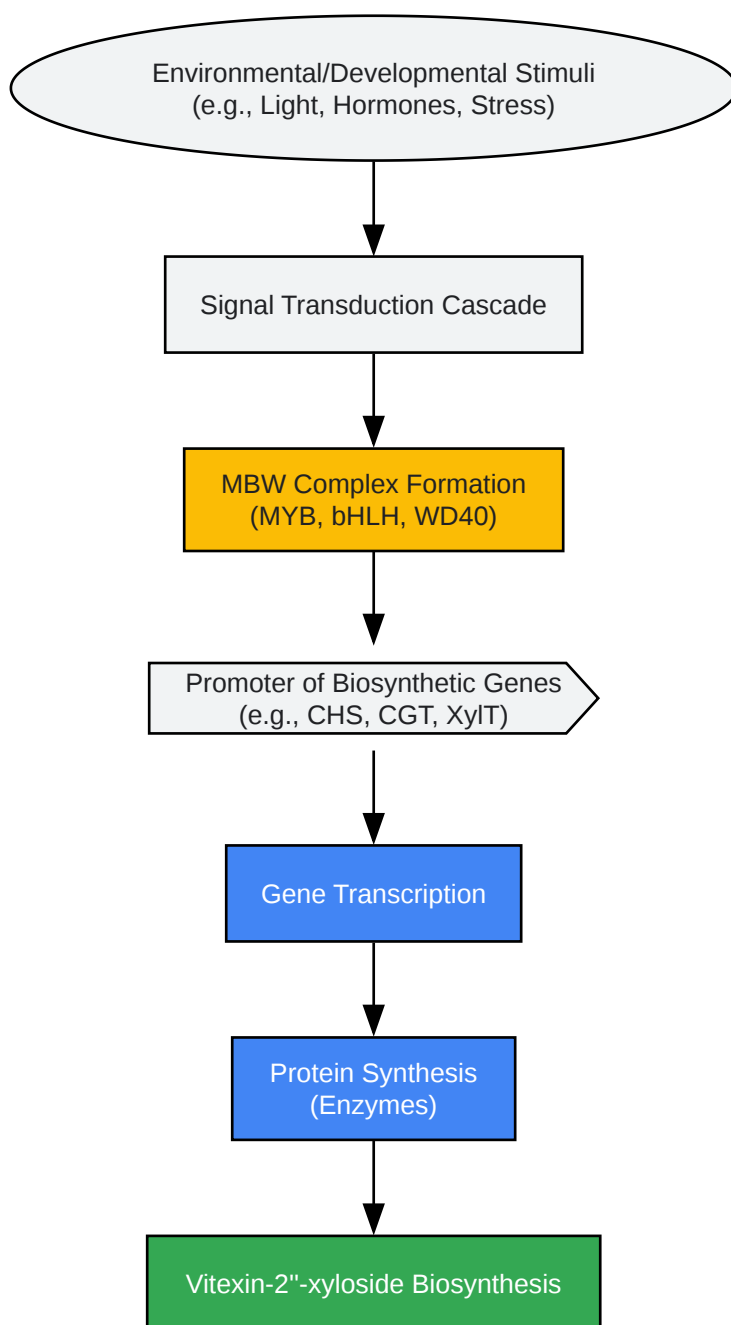 Environmental/Developmental Stimuli
(e.g., Light, Hormones, Stress)
Signal Transduction Cascade
MBW Complex Formation
(MYB, bHLH, WD40)
Promoter of Biosynthetic Genes
(e.g., CHS, CGT, XylT)
Gene Transcription
Protein Synthesis
(Enzymes)
Vitexin-2''-xyloside Biosynthesis